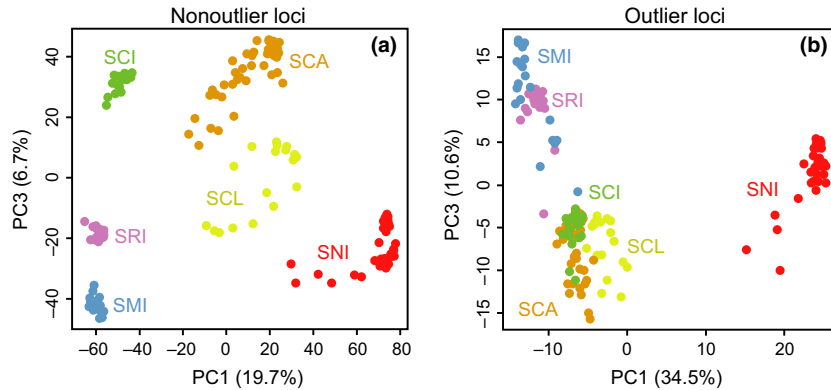 Nonoutlier loci
(a)
SCI
SCA
SCL
SRI
SNI
SMI
40
20
0
−20
−40
PC3 (6.7%)
−60 −40 −20 0 20 40 60 80
PC1 (19.7%)
Outlier loci
(b)
SMI
SRI
SNI
SCI
SCL
SCA
15
10
5
0
−5
−10
−15
PC3 (10.6%)
−10 0 10 20
PC1 (34.5%)